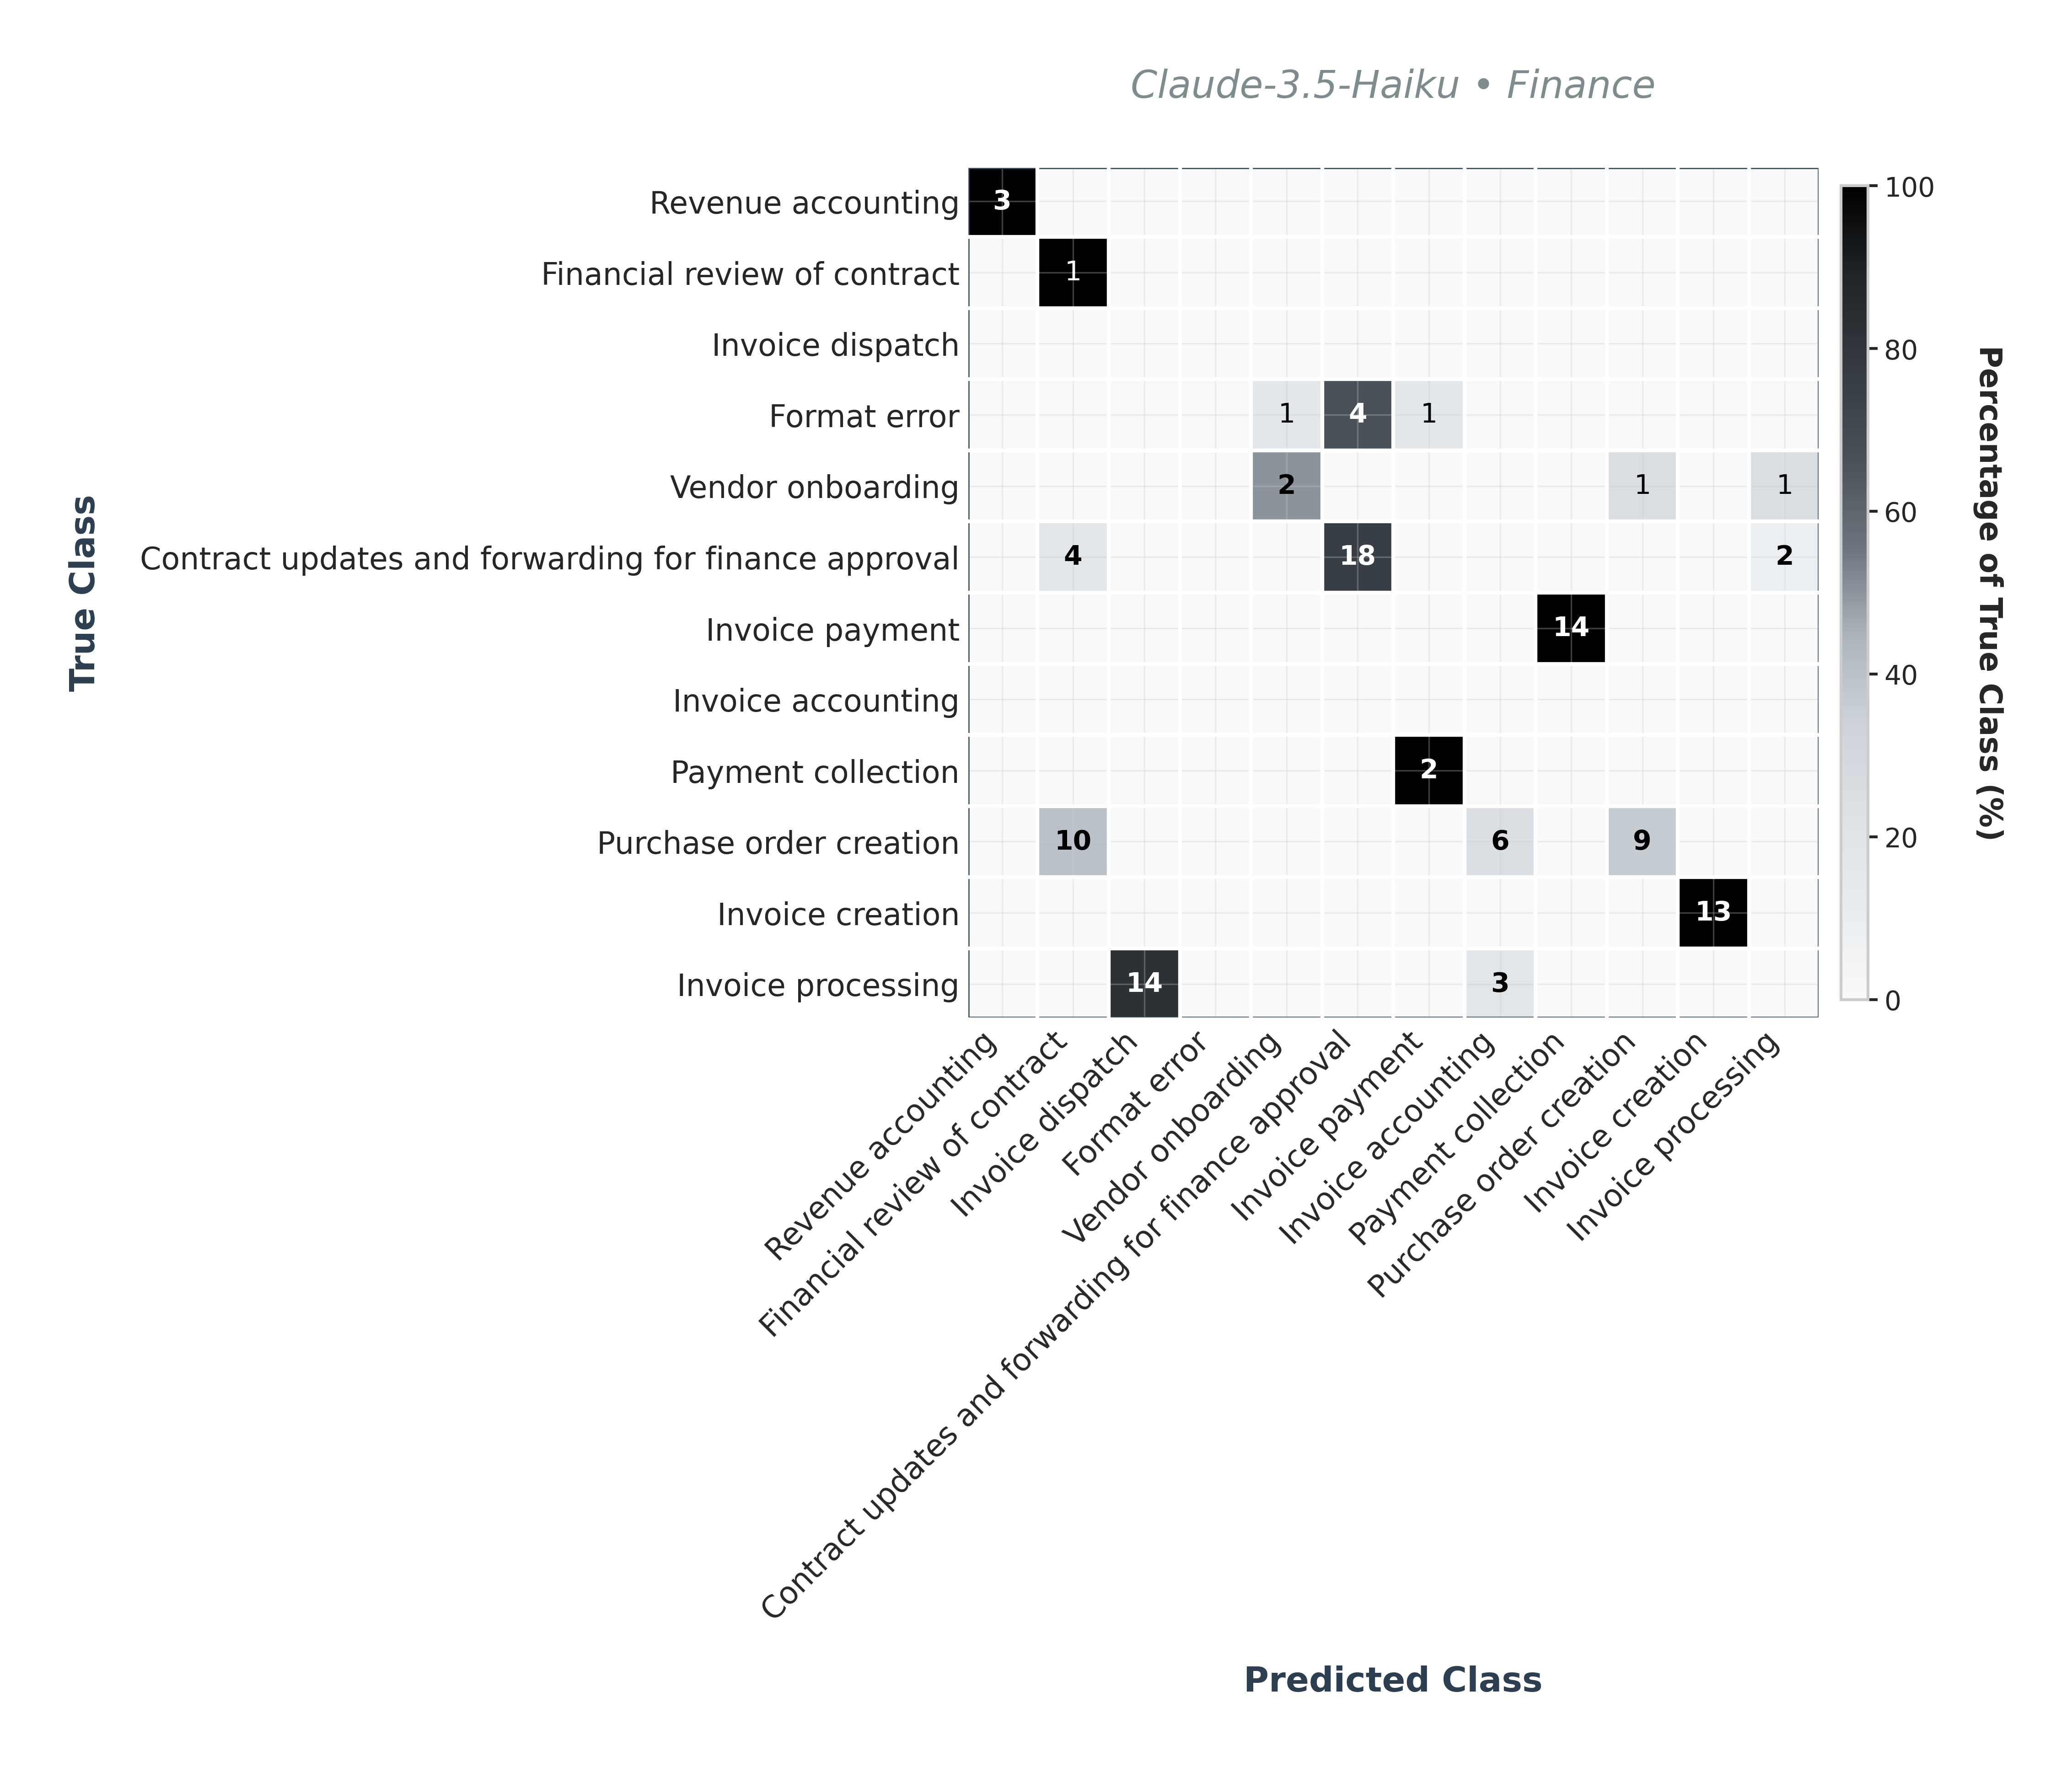 Claude-3.5-Haiku • Finance
True Class
Revenue accounting 3
Financial review of contract 1
Invoice dispatch
Format error 1 4 1
Vendor onboarding 2 1 1
Contract updates and forwarding for finance approval 4 18 2
Invoice payment 14
Invoice accounting
Payment collection 2
Purchase order creation 10 6 9
Invoice creation 13
Invoice processing 14 3
100
80
60
40
20
0
Percentage of True Class (%)
Revenue accounting
Financial review of contract
Invoice dispatch
Format error
Vendor onboarding
Contract updates and forwarding for finance approval
Invoice payment
Invoice accounting
Payment collection
Purchase order creation
Invoice creation
Invoice processing
Predicted Class